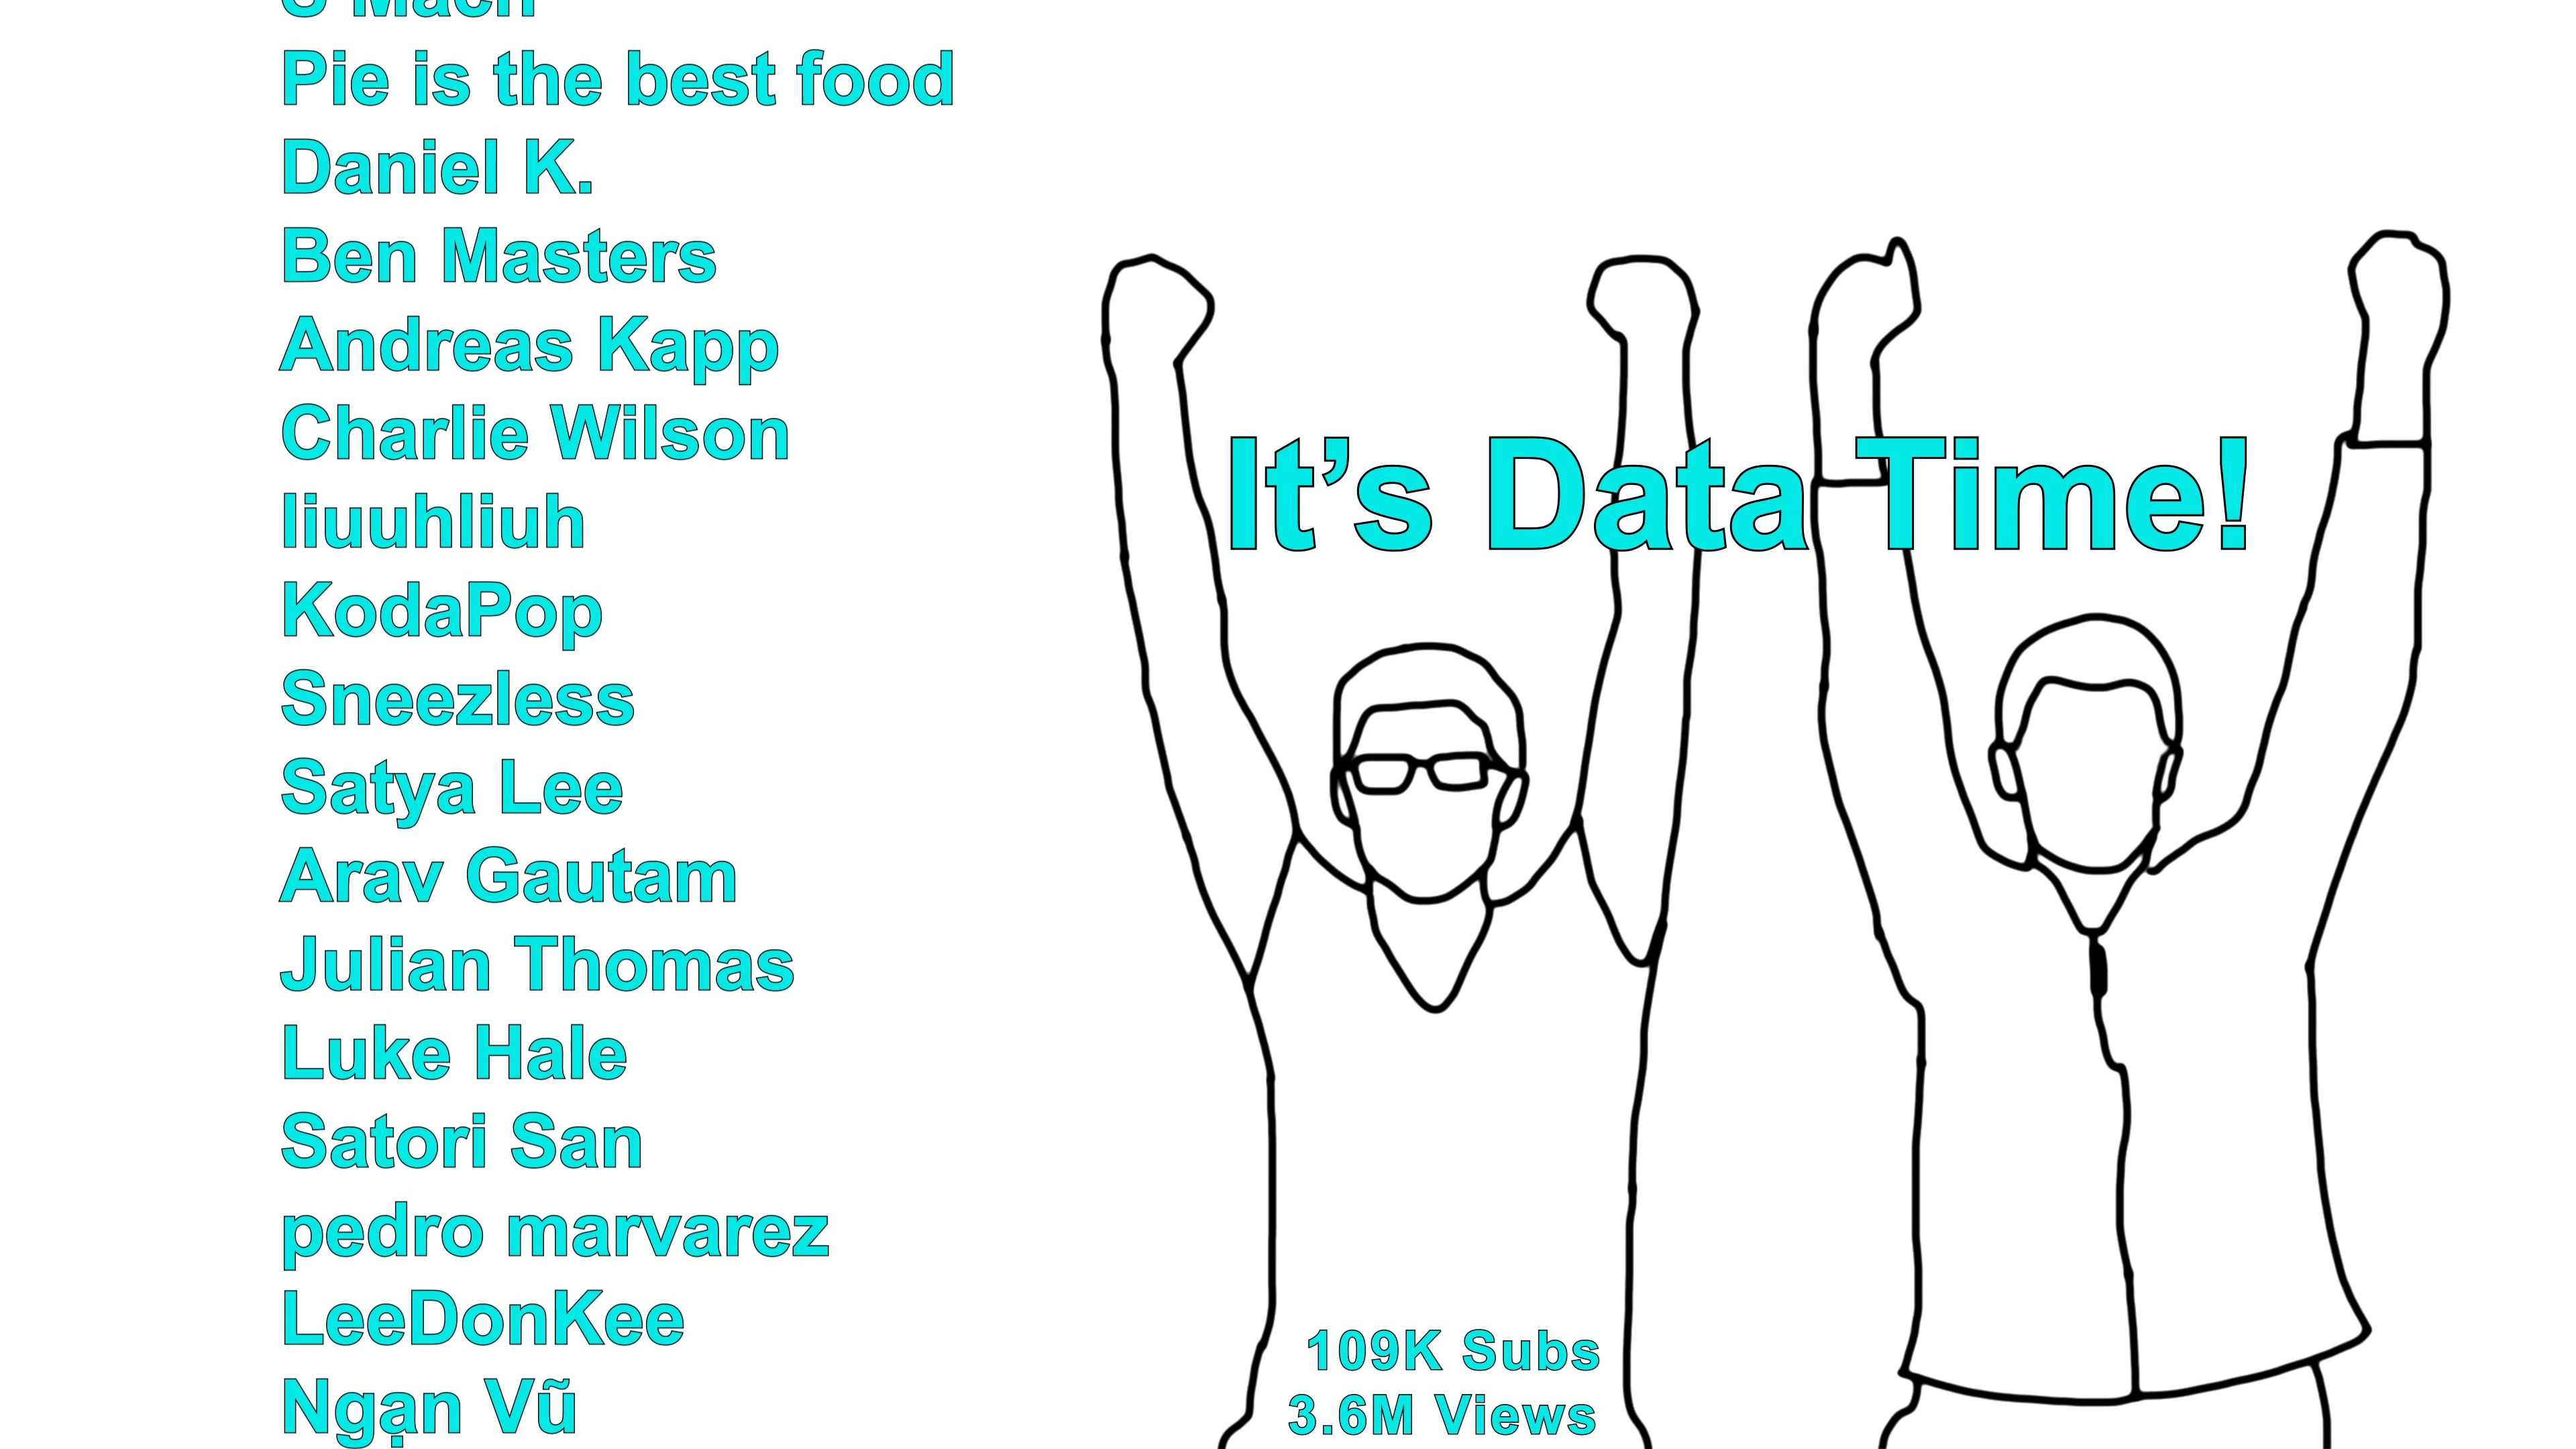 Pie is the best food
Daniel K.
Ben Masters
Andreas Kapp
Charlie Wilson
liuuhliuh
KodaPop
Sneezless
Satya Lee
Arav Gautam
Julian Thomas
Luke Hale
Satori San
pedro marvarez
LeeDonKee
Ngạn Vũ
It’s Data Time!
109K Subs
3.6M Views